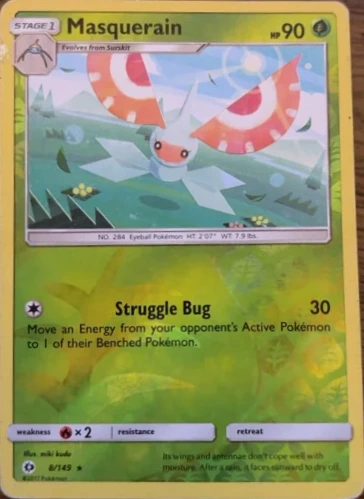 STAGE 1
Masquerain
HP 90
Evolves from Surskit
NO. 284 Eyeball Pokémon HT: 2'07" WT: 7.9 lbs.
Struggle Bug 30
Move an Energy from your opponent's Active Pokémon
to 1 of their Benched Pokémon.
weakness × 2 resistance retreat
Illus. miki kudo
6/149 ★
©2017 Pokémon
Its wings and antennae don't cope well with
moisture. After a rain, it faces sunward to dry off.